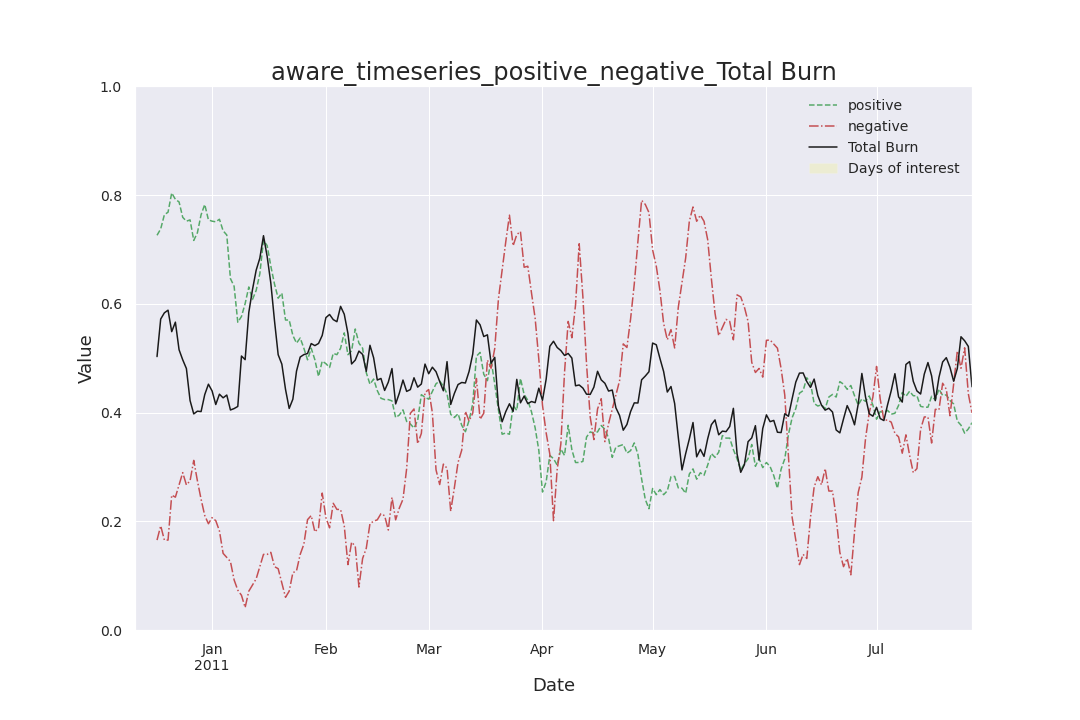 aware_timeseries_positive_negative_Total Burn
1.0
0.8
0.6
0.4
0.2
0.0
Value
positive
negative
Total Burn
Days of interest
Jan Feb Mar Apr May Jun Jul
2011
Date